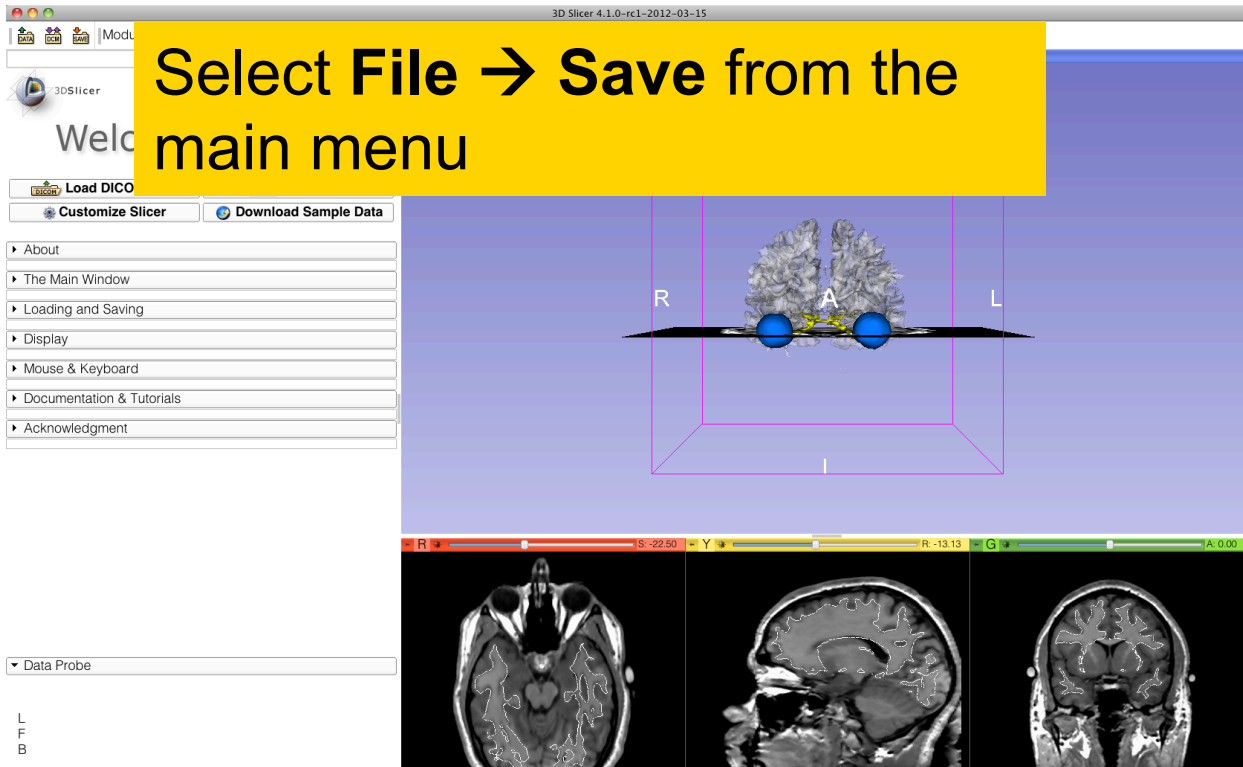 3D Slicer 4.1.0-rc1-2012-03-15
DATA DCM SAVE Modu
Select File → Save from the
main menu
3DSlicer
Welc
DICOM Load DICO
Customize Slicer Download Sample Data
About
The Main Window
Loading and Saving
Display
Mouse & Keyboard
Documentation & Tutorials
Acknowledgment
R A L
I
R S: -22.50 Y R: -13.13 G A: 0.00
Data Probe
L
F
B